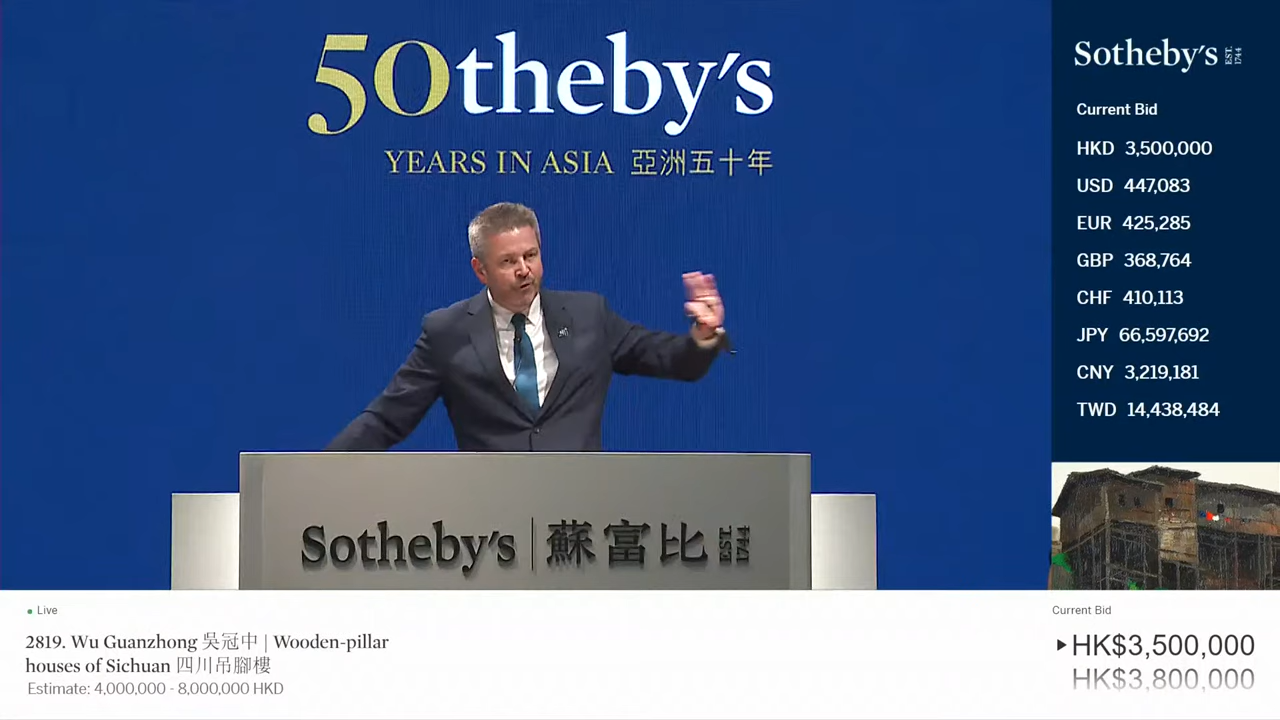 50theby's
YEARS IN ASIA 亞洲五十年
Sotheby's | 蘇富比 EST. 1744
Sotheby's EST. 1744
Current Bid
HKD 3,500,000
USD 447,083
EUR 425,285
GBP 368,764
CHF 410,113
JPY 66,597,692
CNY 3,219,181
TWD 14,438,484
Live
2819. Wu Guanzhong 吳冠中 | Wooden-pillar
houses of Sichuan 四川吊腳樓
Estimate: 4,000,000 - 8,000,000 HKD
Current Bid
HK$3,500,000
HK$3,800,000